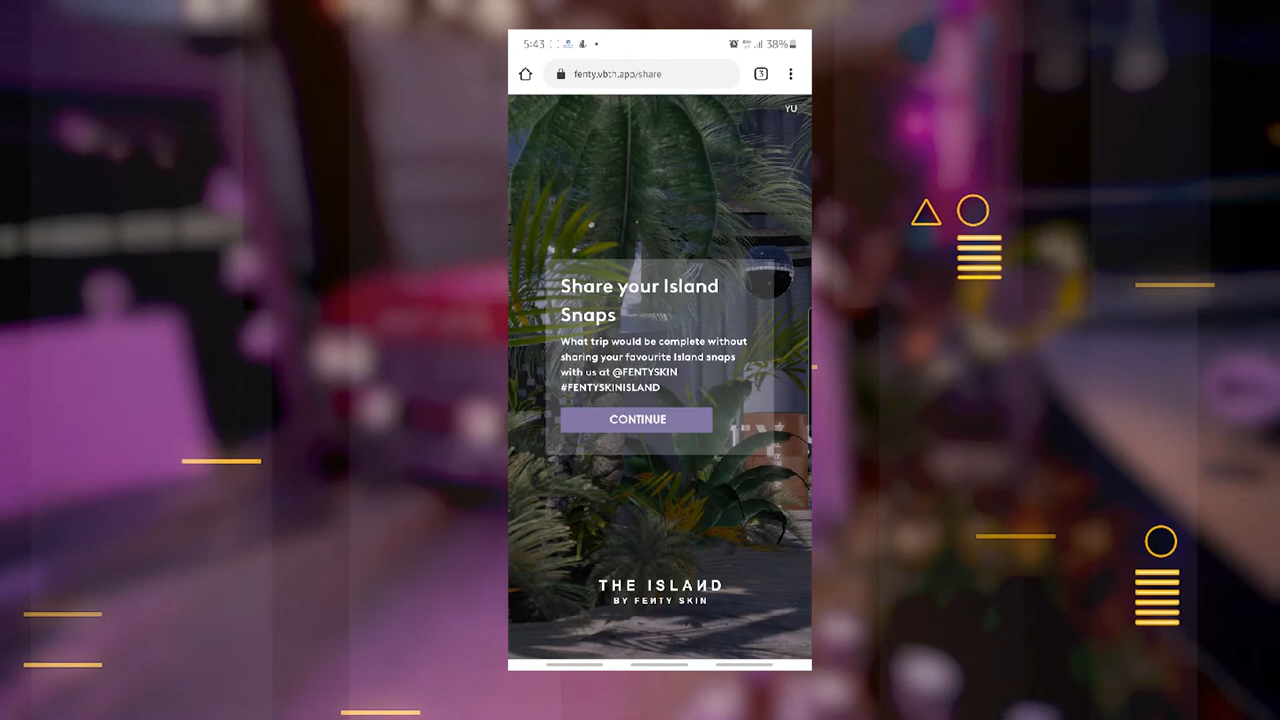 5:43
38%
fenty.vbth.app/share
3
YU
Share your Island
Snaps
What trip would be complete without
sharing your favourite Island snaps
with us at @FENTYSKIN
#FENTYSKINISLAND
CONTINUE
THE ISLAND
BY FENTY SKIN